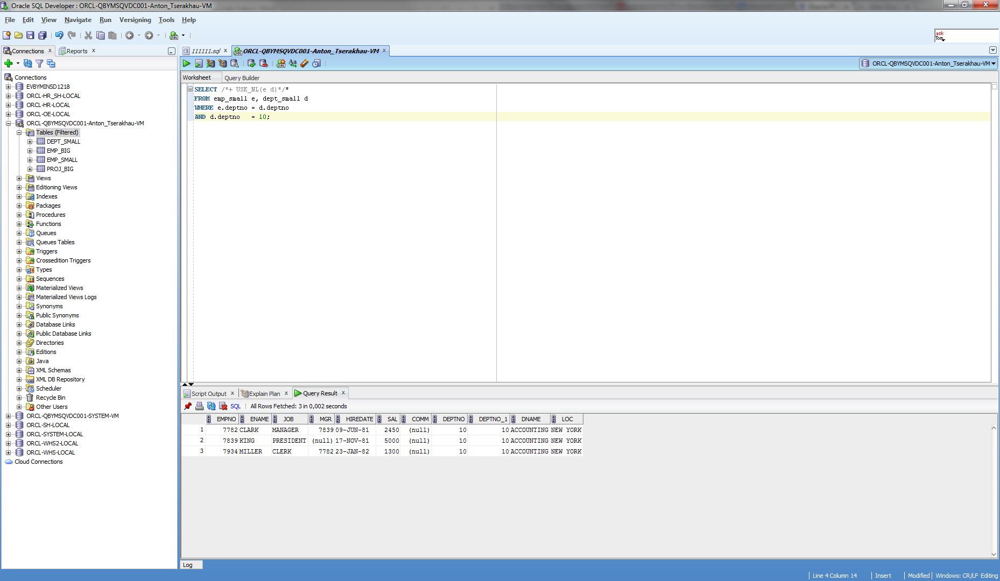 Oracle SQL Developer : ORCL-QBYMSQVDC001-Anton_Tserakhau-VM
File Edit View Navigate Run Versioning Tools Help
ask
Tom
Connections Reports 111111.sql ORCL-QBYMSQVDC001-Anton_Tserakhau-VM
ORCL-QBYMSQVDC001-Anton_Tserakhau-VM
Worksheet Query Builder
SELECT /*+ USE_NL(e d)*/*
FROM emp_small e, dept_small d
WHERE e.deptno = d.deptno
AND d.deptno   = 10;
Connections
EVBYMINSD1218
ORCL-HR_SH-LOCAL
ORCL-HR-LOCAL
ORCL-OE-LOCAL
ORCL-QBYMSQVDC001-Anton_Tserakhau-VM
Tables (Filtered)
DEPT_SMALL
EMP_BIG
EMP_SMALL
PROJ_BIG
Views
Editioning Views
Indexes
Packages
Procedures
Functions
Queues
Queues Tables
Triggers
Crossedition Triggers
Types
Sequences
Materialized Views
Materialized Views Logs
Synonyms
Public Synonyms
Database Links
Public Database Links
Directories
Editions
Java
XML Schemas
XML DB Repository
Scheduler
Recycle Bin
Other Users
ORCL-QBYMSQVDC001-SYSTEM-VM
ORCL-SH-LOCAL
ORCL-SYSTEM-LOCAL
ORCL-WHS2-LOCAL
ORCL-WHS-LOCAL
Cloud Connections
Script Output Explain Plan Query Result
SQL All Rows Fetched: 3 in 0,002 seconds
EMPNO ENAME JOB MGR HIREDATE SAL COMM DEPTNO DEPTNO_1 DNAME LOC
1 7782 CLARK MANAGER 7839 09-JUN-81 2450 (null) 10 10 ACCOUNTING NEW YORK
2 7839 KING PRESIDENT (null) 17-NOV-81 5000 (null) 10 10 ACCOUNTING NEW YORK
3 7934 MILLER CLERK 7782 23-JAN-82 1300 (null) 10 10 ACCOUNTING NEW YORK
Log
Line 4 Column 14 Insert Modified Windows: CR/LF Editing